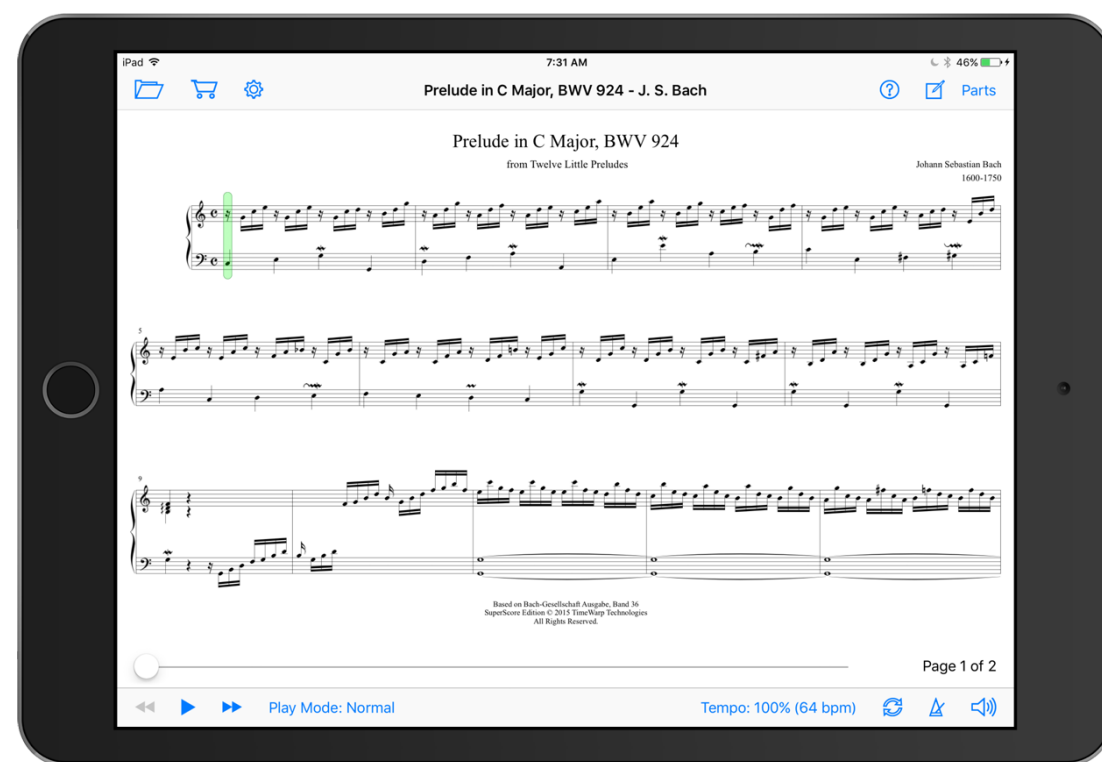 iPad 7:31 AM 46%
Prelude in C Major, BWV 924 - J. S. Bach Parts
Prelude in C Major, BWV 924
from Twelve Little Preludes
Johann Sebastian Bach
1600-1750
5
9
Based on Bach-Gesellschaft Ausgabe, Band 36
SuperScore Edition © 2015 TimeWarp Technologies
All Rights Reserved.
Page 1 of 2
Play Mode: Normal Tempo: 100% (64 bpm)